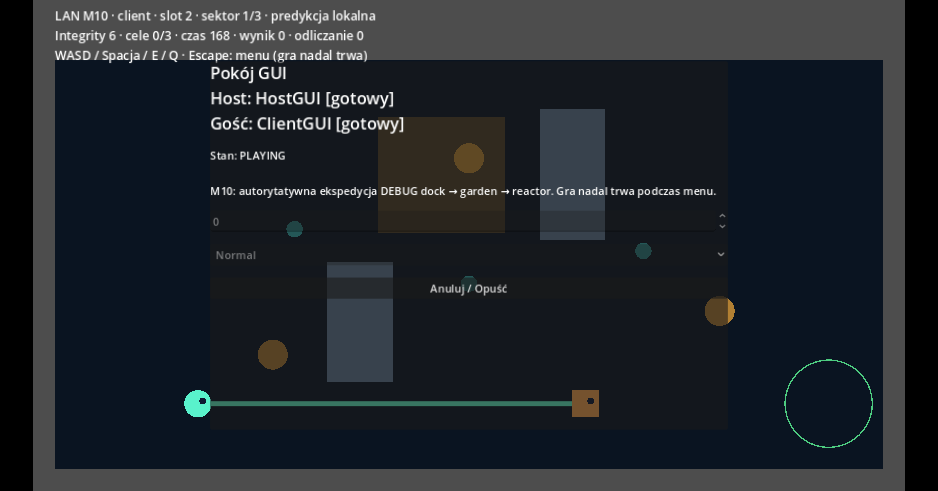 LAN M10 · client · slot 2 · sektor 1/3 · predykcja lokalna
Integrity 6 · cele 0/3 · czas 168 · wynik 0 · odliczanie 0
WASD / Spacja / E / Q · Escape: menu (gra nadal trwa)
Pokój GUI
Host: HostGUI [gotowy]
Gość: ClientGUI [gotowy]
Stan: PLAYING
M10: autorytatywna ekspedycja DEBUG dock → garden → reactor. Gra nadal trwa podczas menu.
0
Normal
Anuluj / Opuść